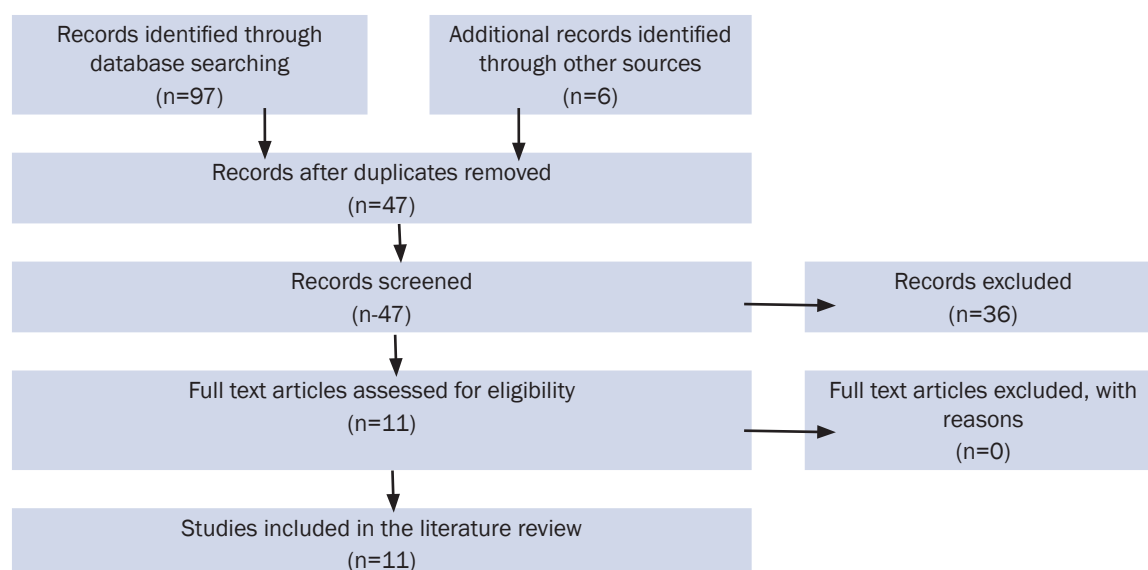 Records identified through
database searching
(n=97)
Additional records identified
through other sources
(n=6)
Records after duplicates removed
(n=47)
Records screened
(n-47)
Records excluded
(n=36)
Full text articles assessed for eligibility
(n=11)
Full text articles excluded, with
reasons
(n=0)
Studies included in the literature review
(n=11)